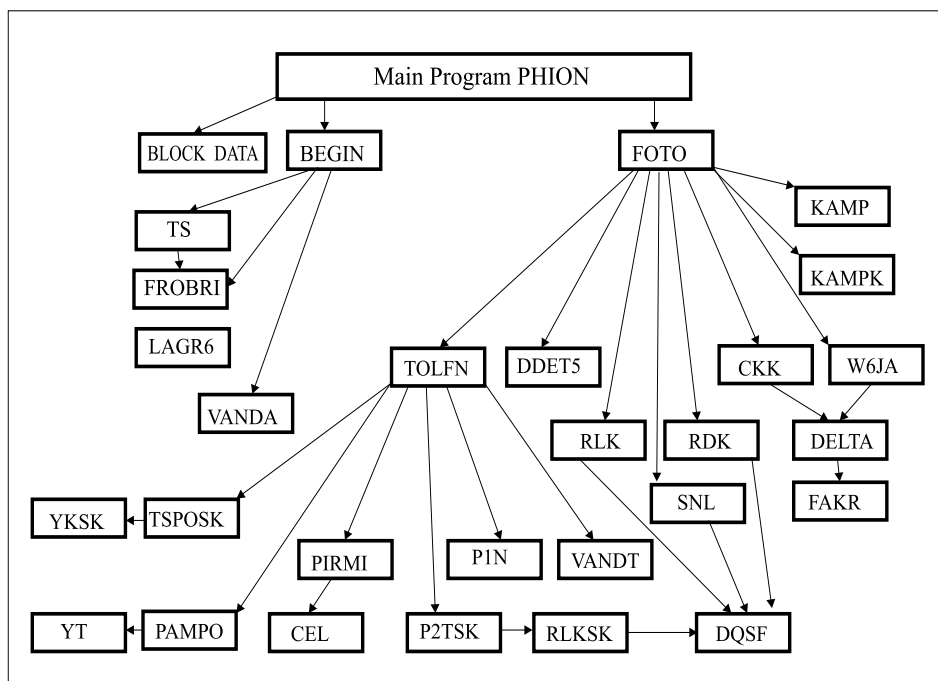 Main Program PHION
BLOCK DATA
BEGIN
FOTO
KAMP
TS
KAMPK
FROBRI
LAGR6
TOLFN
DDET5
CKK
W6JA
VANDA
RLK
RDK
DELTA
SNL
FAKR
YKSK
TSPOSK
PIRMI
P1N
VANDT
YT
PAMPO
CEL
P2TSK
RLKSK
DQSF